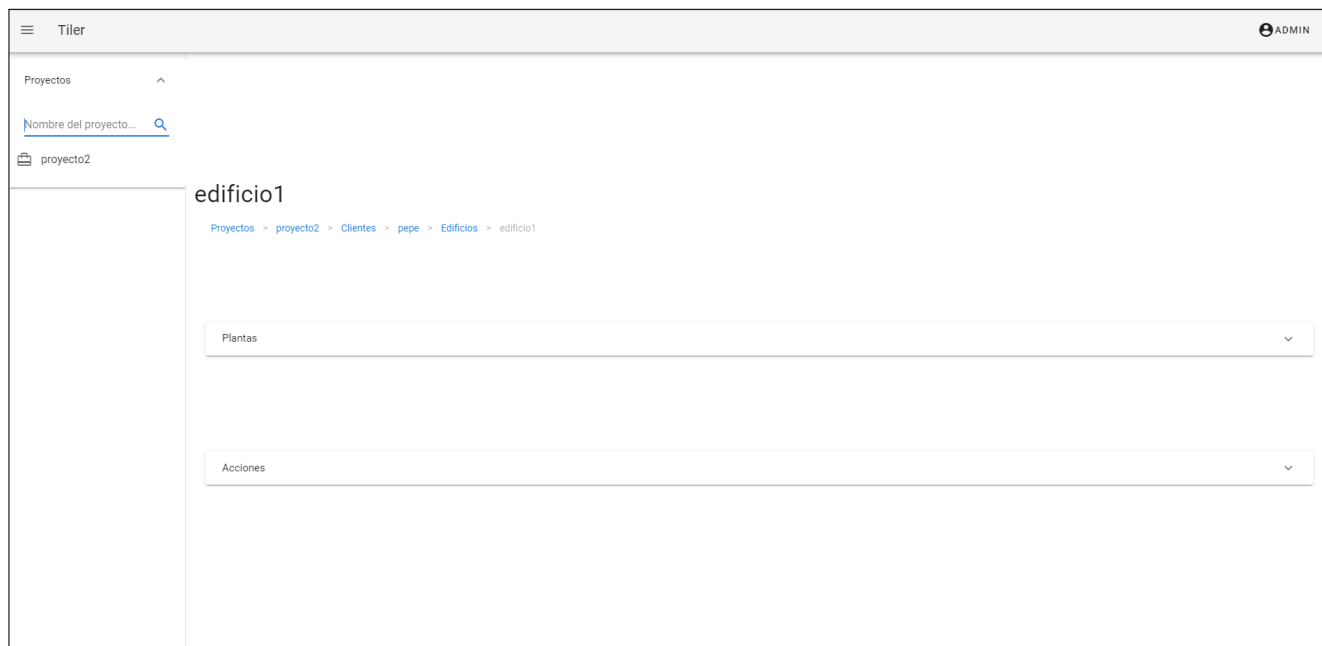 Tiler
ADMIN
Proyectos
Nombre del proyecto...
proyecto2
edificio1
Proyectos > proyecto2 > Clientes > pepe > Edificios > edificio1
Plantas
Acciones